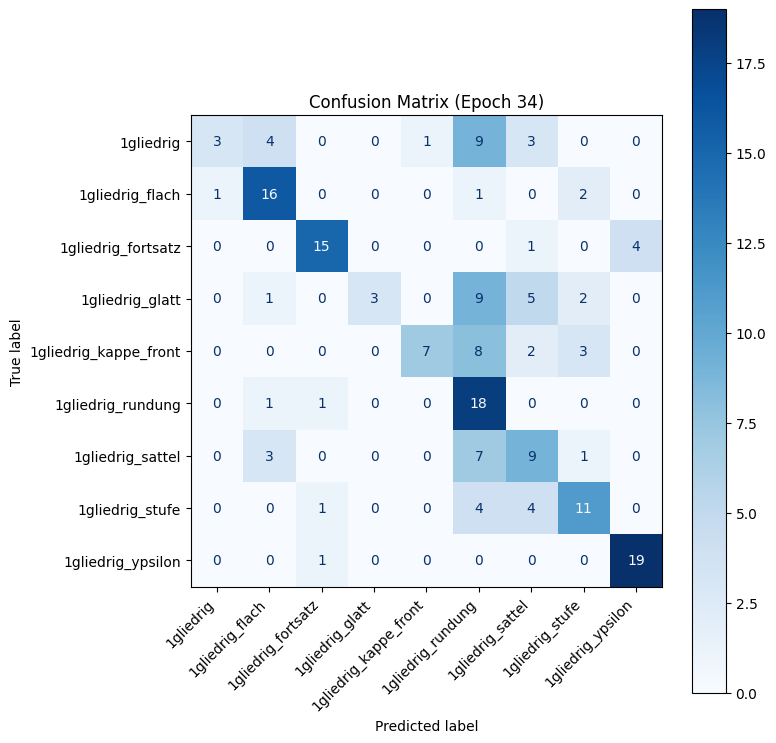 Confusion Matrix (Epoch 34)
True label
1gliedrig 3 4 0 0 1 9 3 0 0
1gliedrig_flach 1 16 0 0 0 1 0 2 0
1gliedrig_fortsatz 0 0 15 0 0 0 1 0 4
1gliedrig_glatt 0 1 0 3 0 9 5 2 0
1gliedrig_kappe_front 0 0 0 0 7 8 2 3 0
1gliedrig_rundung 0 1 1 0 0 18 0 0 0
1gliedrig_sattel 0 3 0 0 0 7 9 1 0
1gliedrig_stufe 0 0 1 0 0 4 4 11 0
1gliedrig_ypsilon 0 0 1 0 0 0 0 0 19
1gliedrig
1gliedrig_flach
1gliedrig_fortsatz
1gliedrig_glatt
1gliedrig_kappe_front
1gliedrig_rundung
1gliedrig_sattel
1gliedrig_stufe
1gliedrig_ypsilon
Predicted label
17.5
15.0
12.5
10.0
7.5
5.0
2.5
0.0